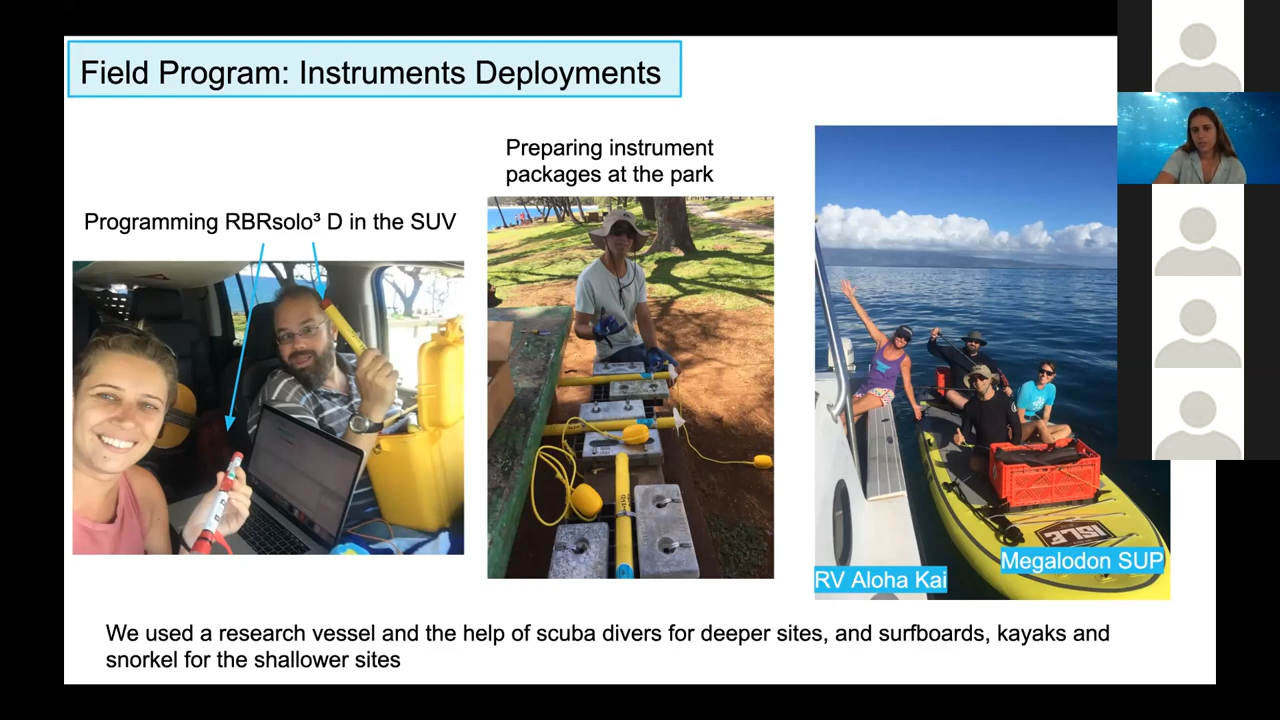 Field Program: Instruments Deployments
Preparing instrument
packages at the park
Programming RBRsolo³ D in the SUV
ISLE
Megalodon SUP
RV Aloha Kai
We used a research vessel and the help of scuba divers for deeper sites, and surfboards, kayaks and
snorkel for the shallower sites